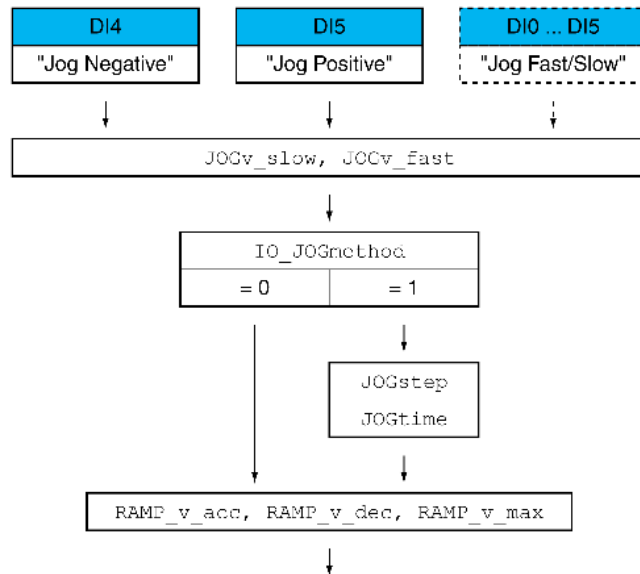 DI4 DI5 DI0 ... DI5
"Jog Negative" "Jog Positive" "Jog Fast/Slow"
JOGv_slow, JOGv_fast
IO_JOGmethod
= 0 = 1
JOGstep
JOGtime
RAMP_v_acc, RAMP_v_dec, RAMP_v_max